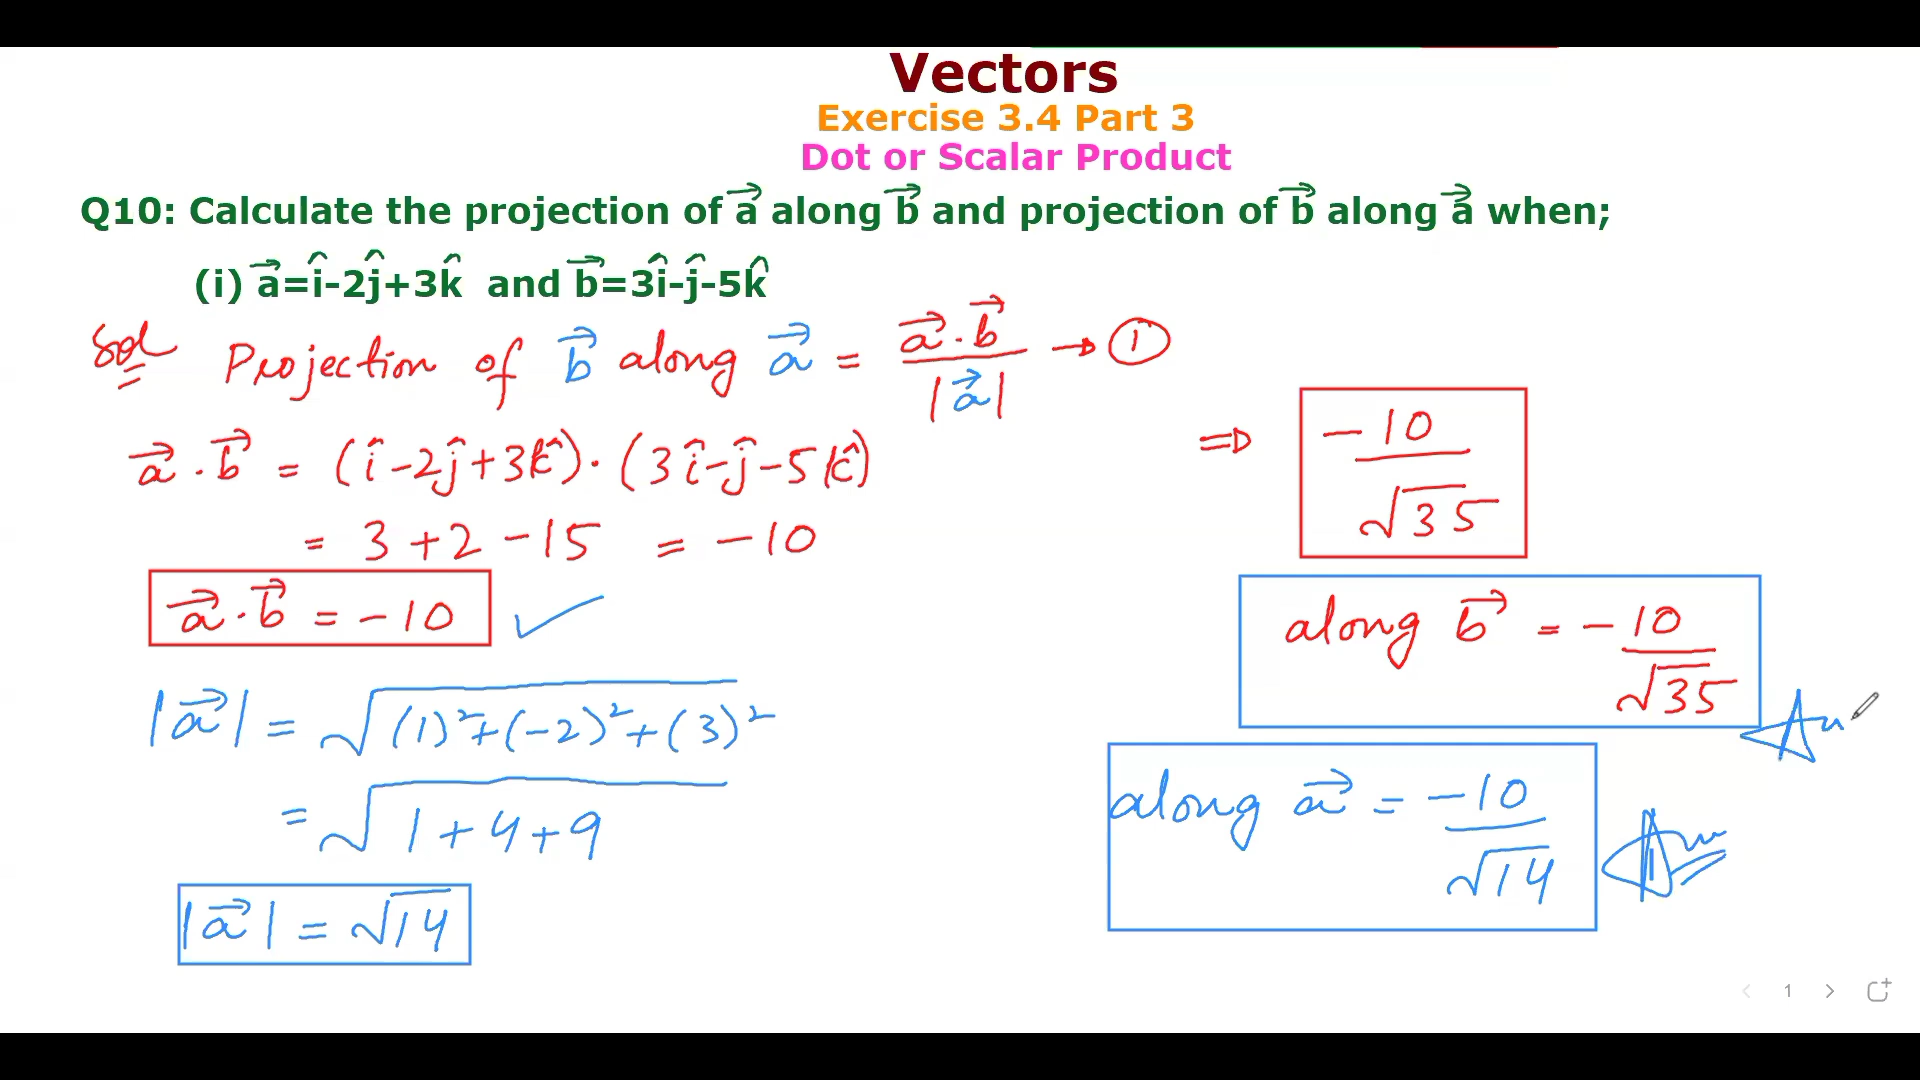 Vectors
Exercise 3.4 Part 3
Dot or Scalar Product
Q10: Calculate the projection of a⃗ along b⃗ and projection of b⃗ along a⃗ when;
(i) a⃗=î-2ĵ+3k̂ and b⃗=3î-ĵ-5k̂
Sol Projection of b⃗ along a⃗ = a⃗·b⃗ / |a⃗| → ①
a⃗·b⃗ = (î-2ĵ+3k̂)·(3î-ĵ-5k̂)
= 3+2-15 = -10
a⃗·b⃗ = -10 ✓
|a⃗| = √((1)²+(-2)²+(3)²)
= √(1+4+9)
|a⃗| = √14
⇒ -10/√35
along b⃗ = -10/√35
An
along a⃗ = -10/√14
Ans
1